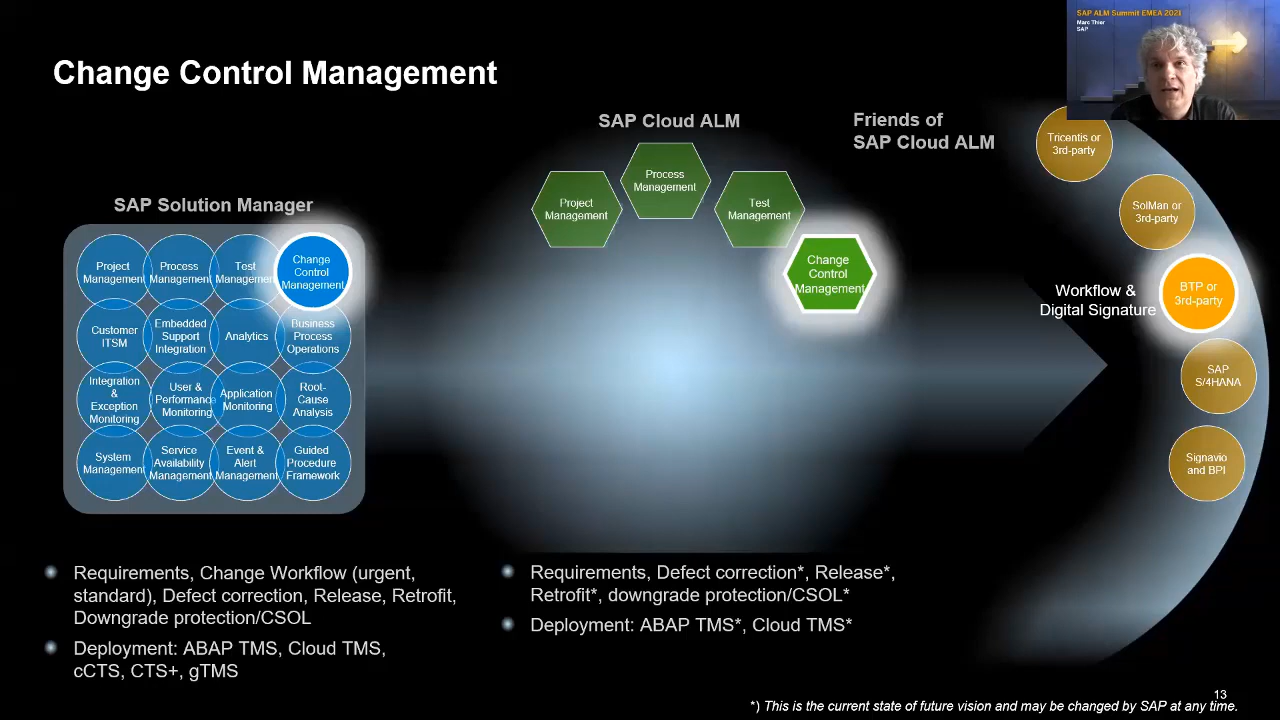 SAP ALM Summit EMEA 2021
Marc Thier
SAP
Change Control Management
SAP Solution Manager
Project
Management
Process
Management
Test
Management
Change
Control
Management
Customer
ITSM
Embedded
Support
Integration
Analytics
Business
Process
Operations
Integration
&
Exception
Monitoring
User &
Performance
Monitoring
Application
Monitoring
Root-
Cause
Analysis
System
Management
Service
Availability
Management
Event &
Alert
Management
Guided
Procedure
Framework
SAP Cloud ALM
Project
Management
Process
Management
Test
Management
Change
Control
Management
Friends of
SAP Cloud ALM
Tricentis or
3rd-party
SolMan or
3rd-party
Workflow &
Digital Signature
BTP or
3rd-party
SAP
S/4HANA
Signavio
and BPI
Requirements, Change Workflow (urgent,
standard), Defect correction, Release, Retrofit,
Downgrade protection/CSOL
Deployment: ABAP TMS, Cloud TMS,
cCTS, CTS+, gTMS
Requirements, Defect correction*, Release*,
Retrofit*, downgrade protection/CSOL*
Deployment: ABAP TMS*, Cloud TMS*
13
*) This is the current state of future vision and may be changed by SAP at any time.